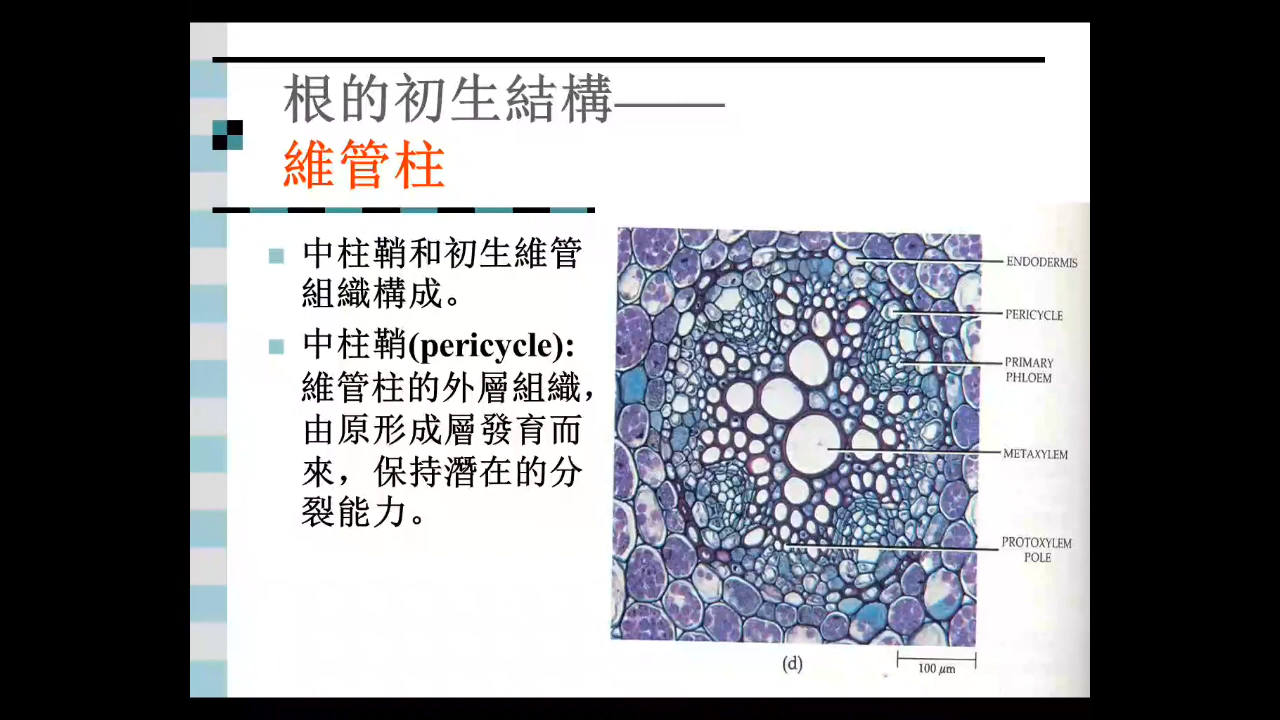 根的初生結構——
維管柱
中柱鞘和初生維管
組織構成。
中柱鞘(pericycle):
維管柱的外層組織，
由原形成層發育而
來，保持潛在的分
裂能力。
ENDODERMIS
PERICYCLE
PRIMARY
PHLOEM
METAXYLEM
PROTOXYLEM
POLE
(d)
100 μm